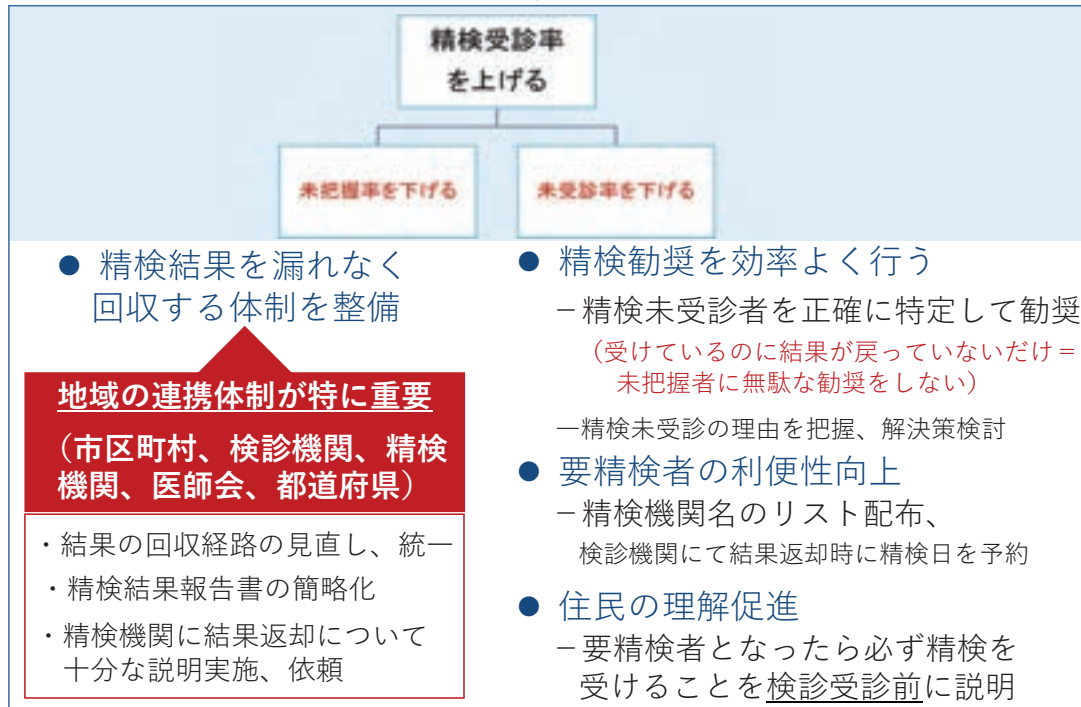 精検受診率
を上げる
未把握率を下げる
未受診率を下げる
● 精検結果を漏れなく
回収する体制を整備
地域の連携体制が特に重要
（市区町村、検診機関、精検
機関、医師会、都道府県）
・結果の回収経路の見直し、統一
・精検結果報告書の簡略化
・精検機関に結果返却について
十分な説明実施、依頼
● 精検勧奨を効率よく行う
－精検未受診者を正確に特定して勧奨
（受けているのに結果が戻っていないだけ＝
未把握者に無駄な勧奨をしない）
―精検未受診の理由を把握、解決策検討
● 要精検者の利便性向上
－精検機関名のリスト配布、
検診機関にて結果返却時に精検日を予約
● 住民の理解促進
－要精検者となったら必ず精検を
受けることを検診受診前に説明